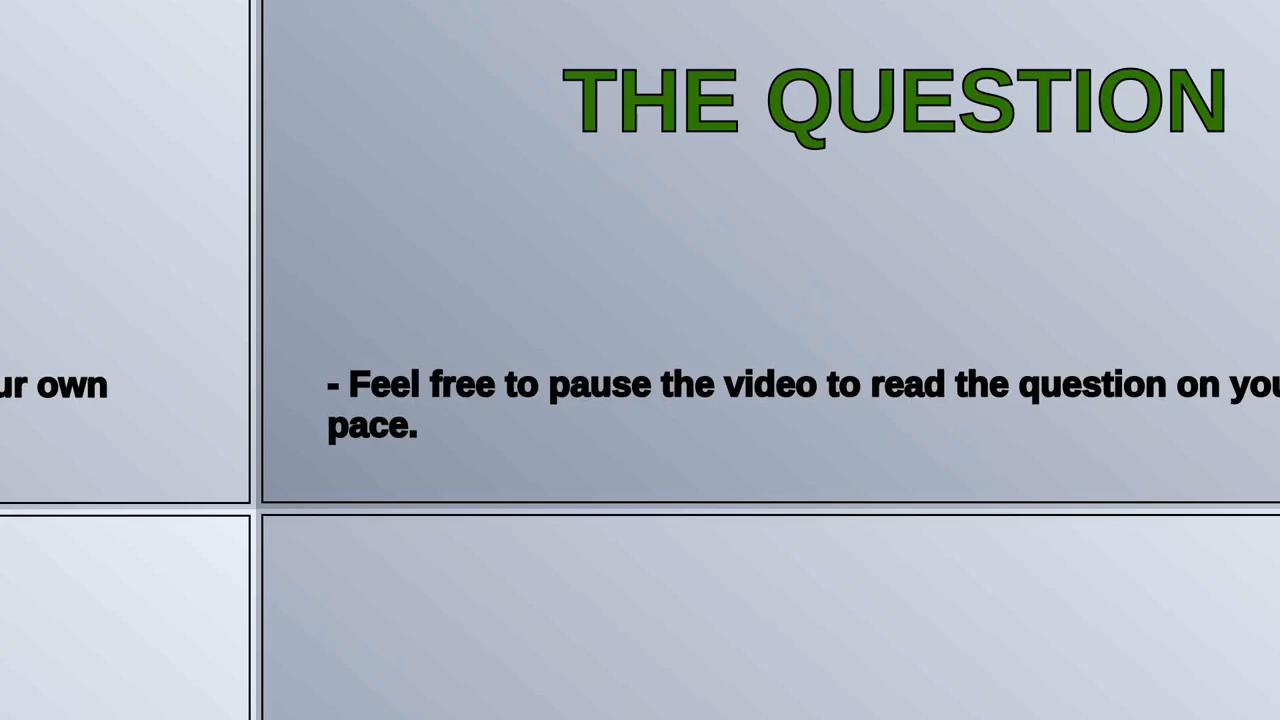 THE QUESTION
ur own
- Feel free to pause the video to read the question on you
pace.